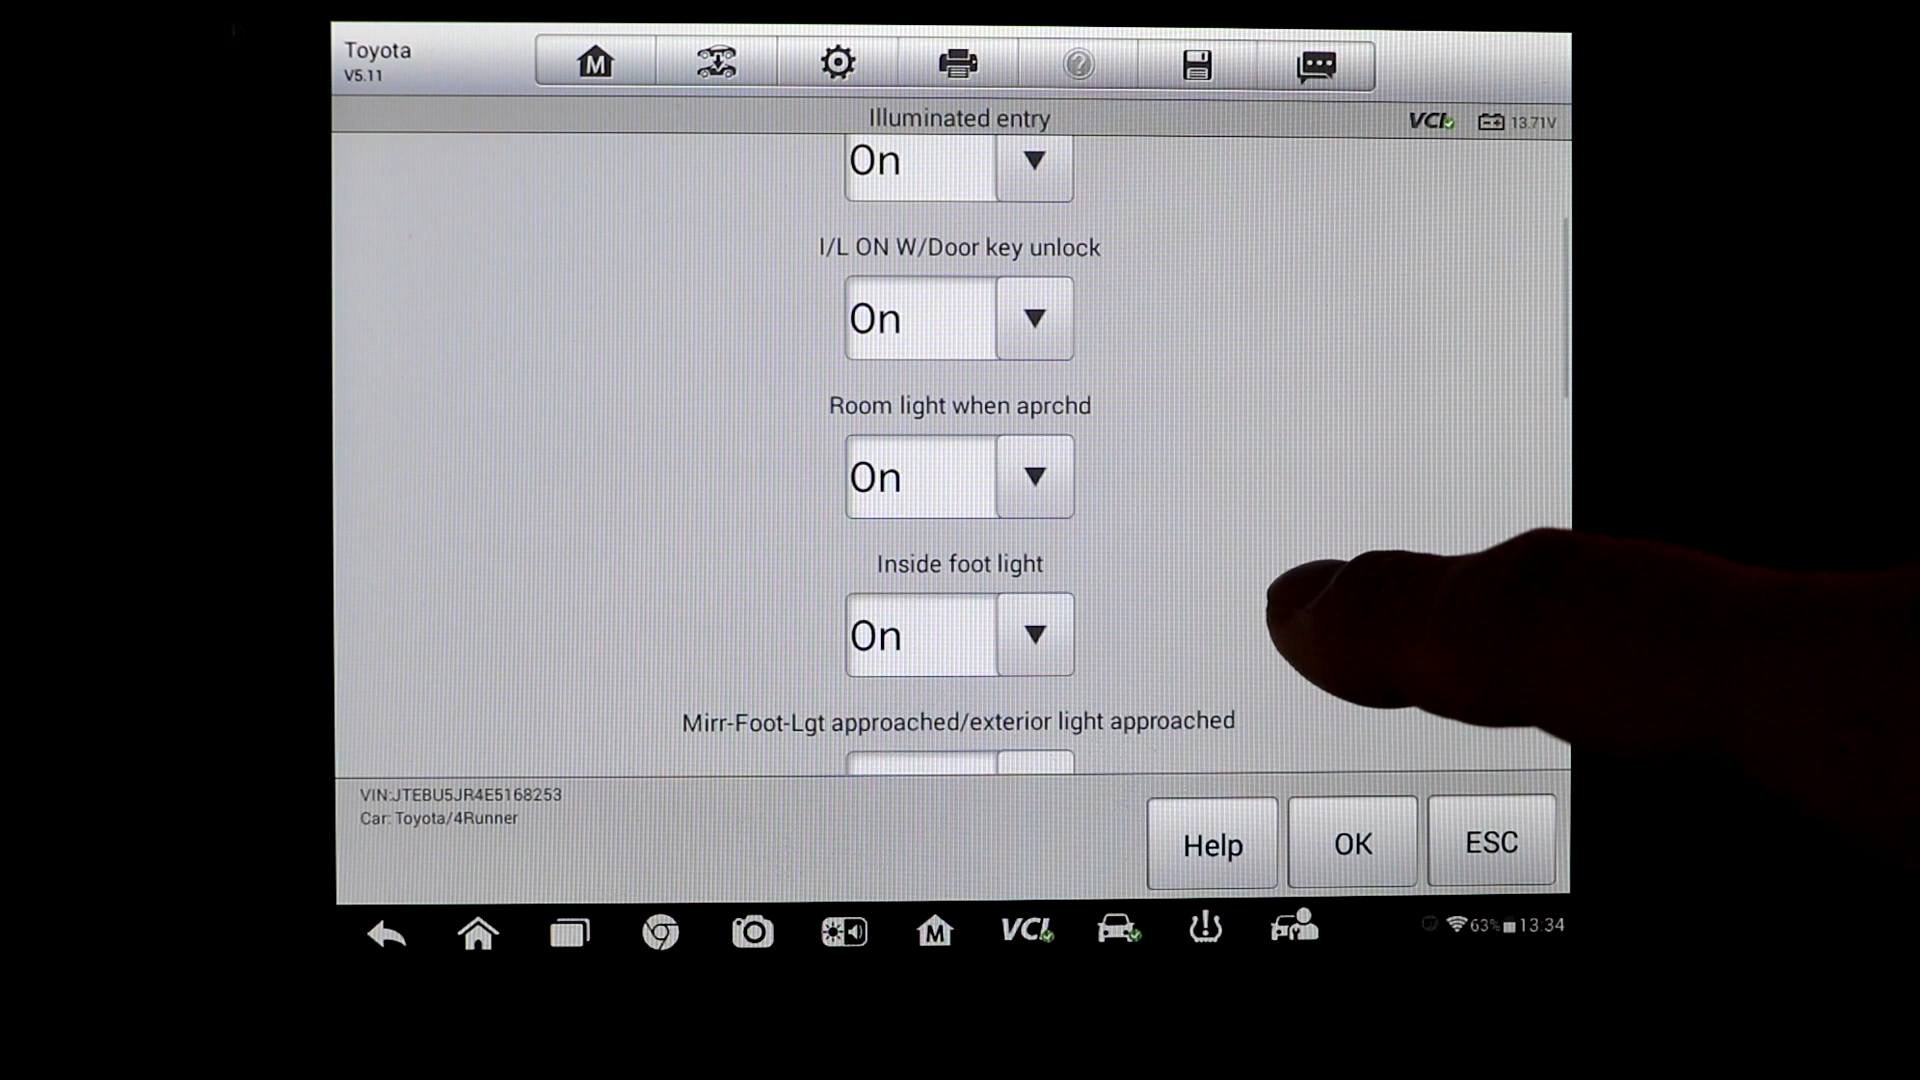 Toyota
V5.11
M
?
Illuminated entry
VCI
13.71V
On
I/L ON W/Door key unlock
On
Room light when aprchd
On
Inside foot light
On
Mirr-Foot-Lgt approached/exterior light approached
VIN:JTEBU5JR4E5168253
Car: Toyota/4Runner
Help
OK
ESC
M
VCI
63%
13:34